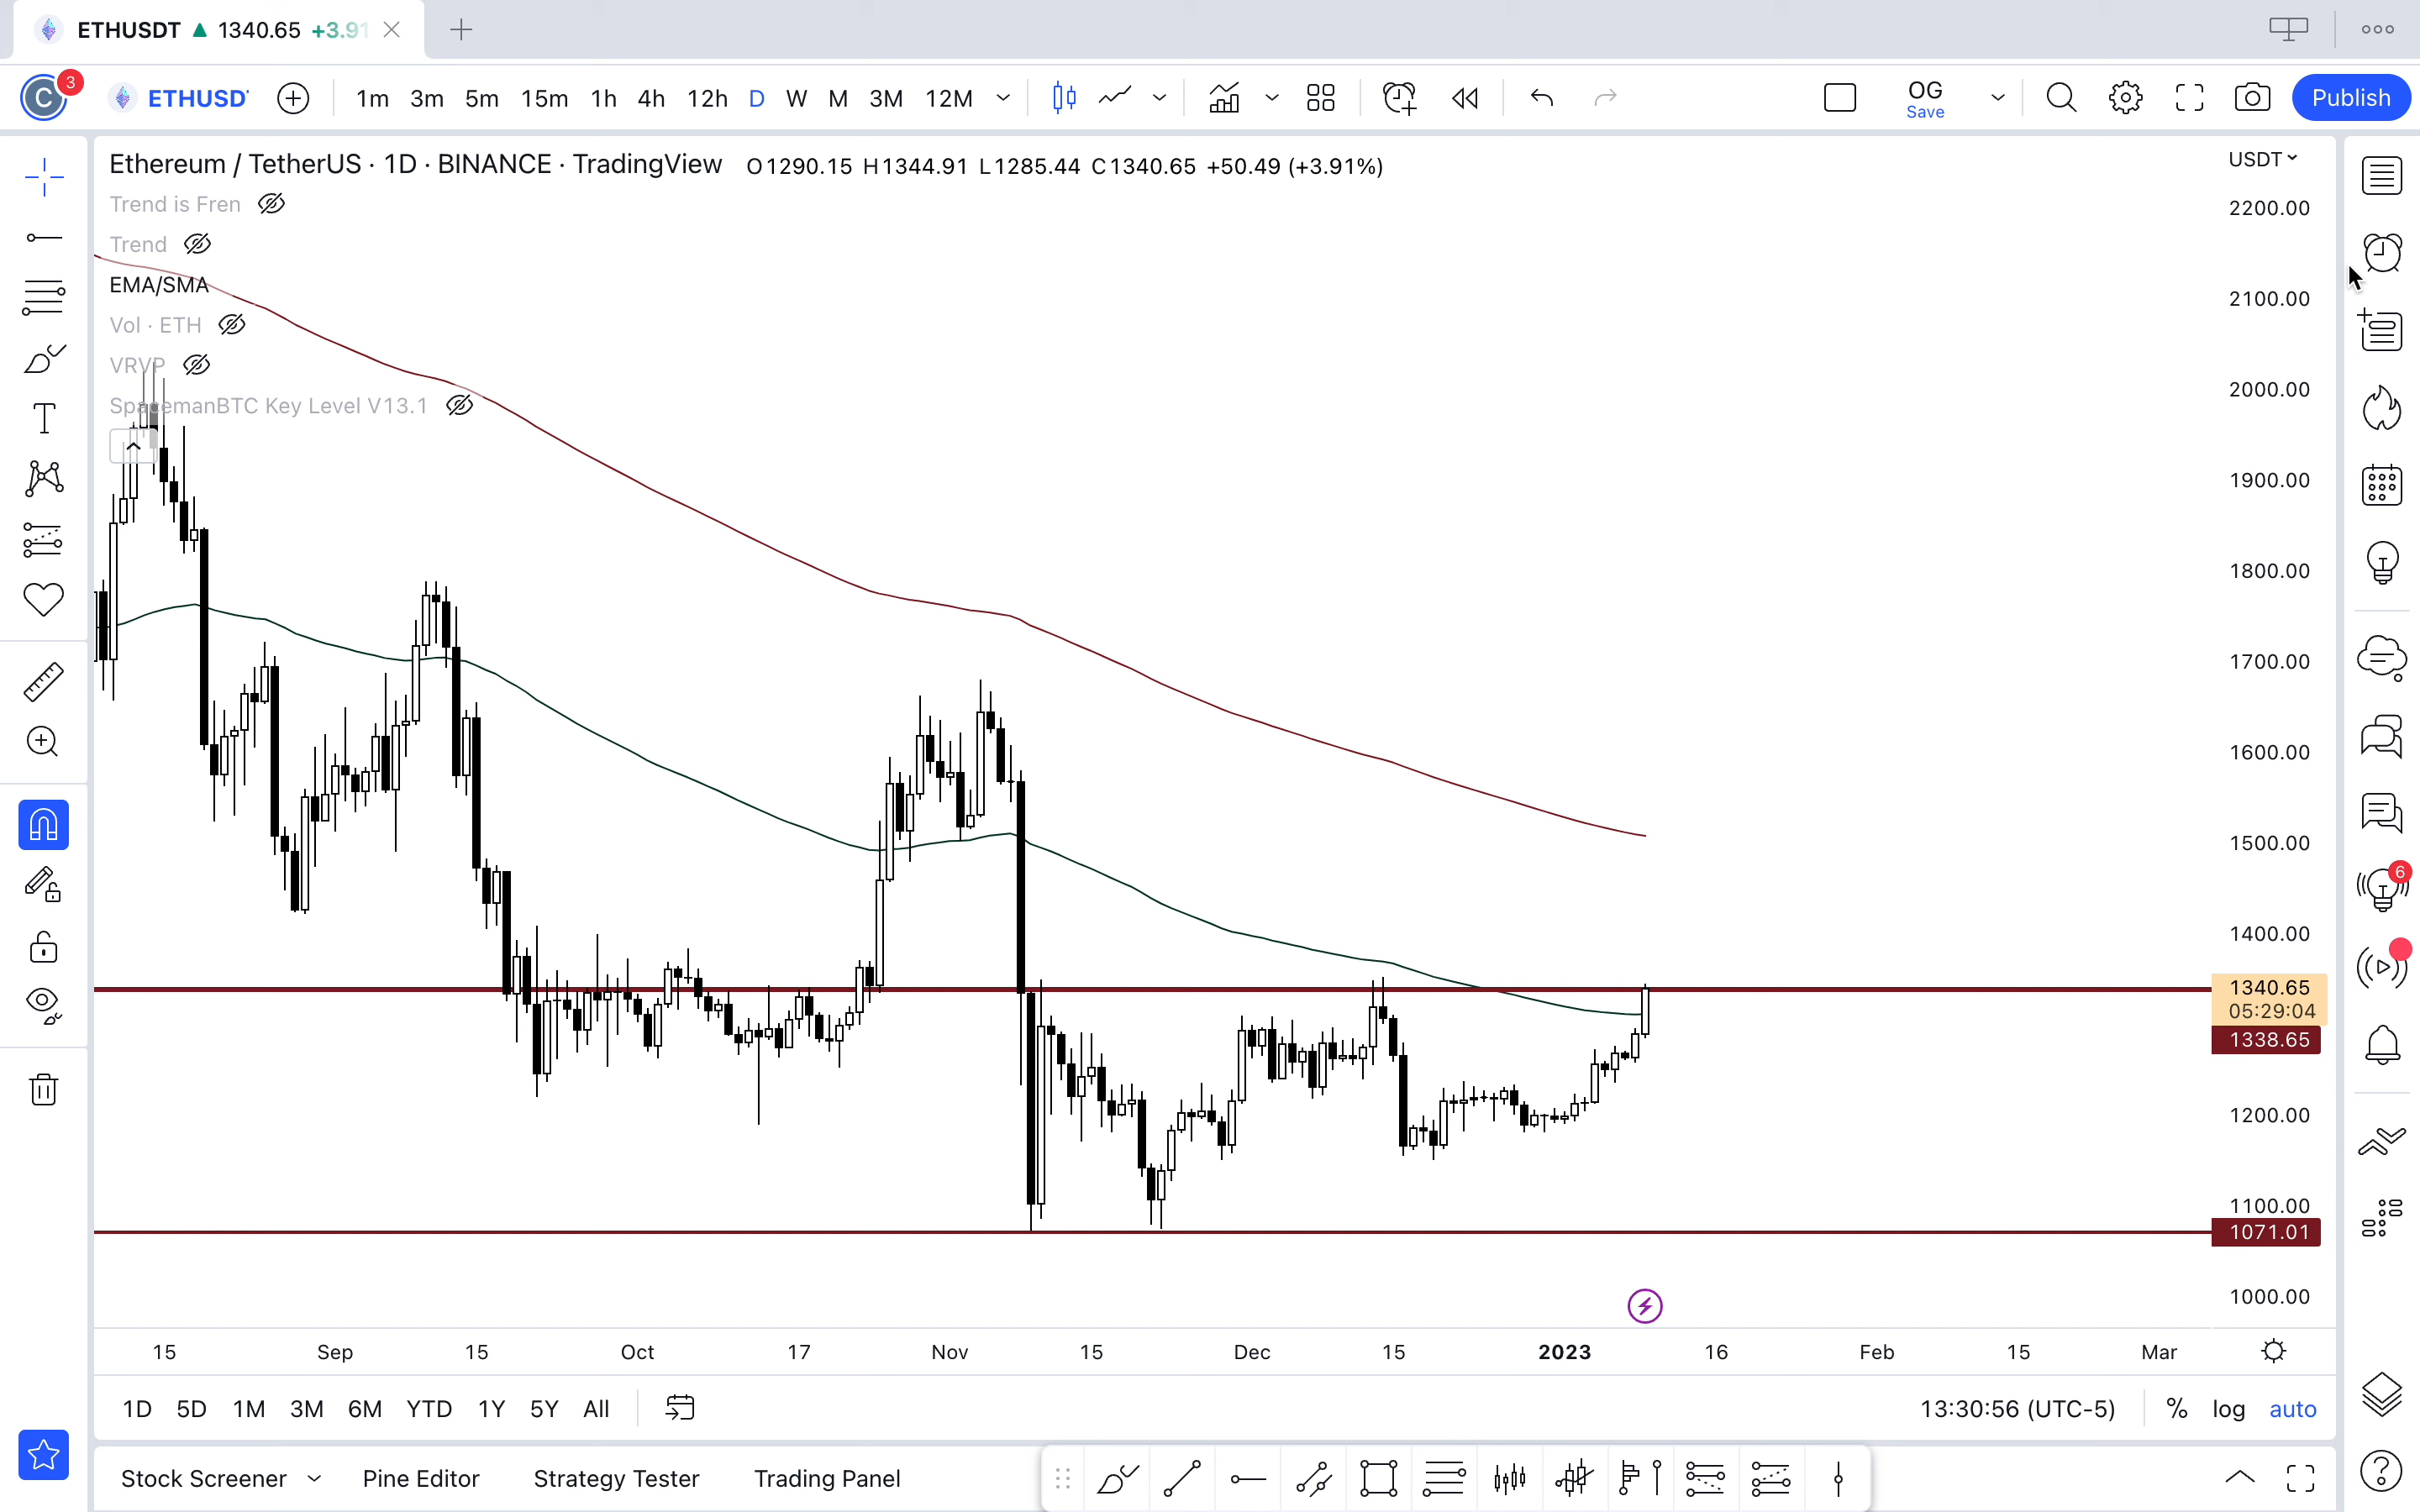 ETHUSDT ▲ 1340.65 +3.91
C 3 ETHUSD 1m 3m 5m 15m 1h 4h 12h D W M 3M 12M OG Save Publish
Ethereum / TetherUS · 1D · BINANCE · TradingView O1290.15 H1344.91 L1285.44 C1340.65 +50.49 (+3.91%)
USDT
Trend is Fren
Trend
EMA/SMA
Vol · ETH
VRVP
SpacemanBTC Key Level V13.1
2200.00
2100.00
2000.00
1900.00
1800.00
1700.00
1600.00
1500.00
1400.00
1340.65
05:29:04
1338.65
1200.00
1100.00
1071.01
1000.00
6
15 Sep 15 Oct 17 Nov 15 Dec 15 2023 16 Feb 15 Mar
1D 5D 1M 3M 6M YTD 1Y 5Y All 13:30:56 (UTC-5) % log auto
Stock Screener Pine Editor Strategy Tester Trading Panel